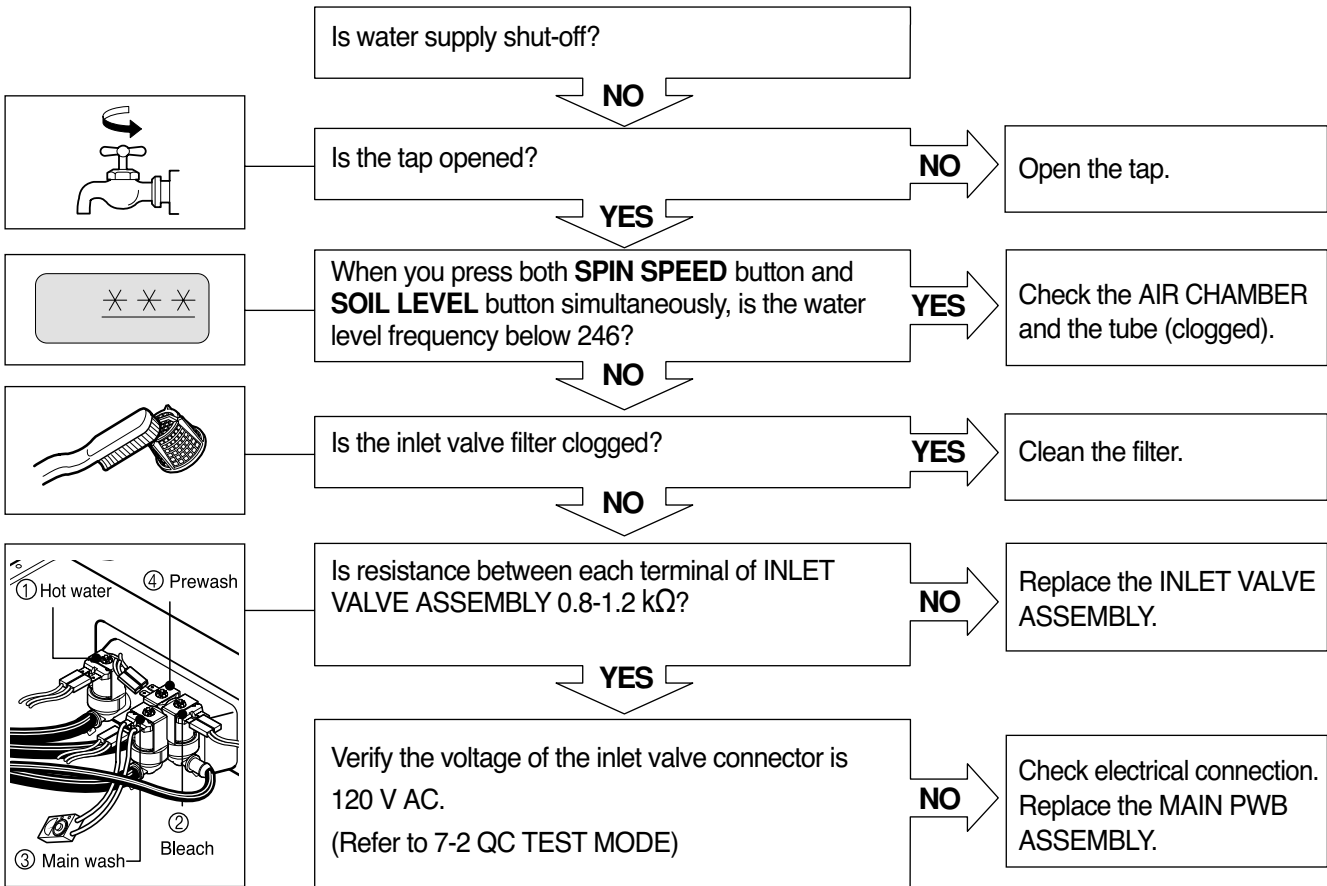 Is water supply shut-off?
NO
Is the tap opened?
NO
Open the tap.
YES
When you press both SPIN SPEED button and
SOIL LEVEL button simultaneously, is the water
level frequency below 246?
YES
Check the AIR CHAMBER
and the tube (clogged).
NO
Is the inlet valve filter clogged?
YES
Clean the filter.
NO
① Hot water
④ Prewash
②
Bleach
③ Main wash
Is resistance between each terminal of INLET
VALVE ASSEMBLY 0.8-1.2 kΩ?
NO
Replace the INLET VALVE
ASSEMBLY.
YES
Verify the voltage of the inlet valve connector is
120 V AC.
(Refer to 7-2 QC TEST MODE)
NO
Check electrical connection.
Replace the MAIN PWB
ASSEMBLY.